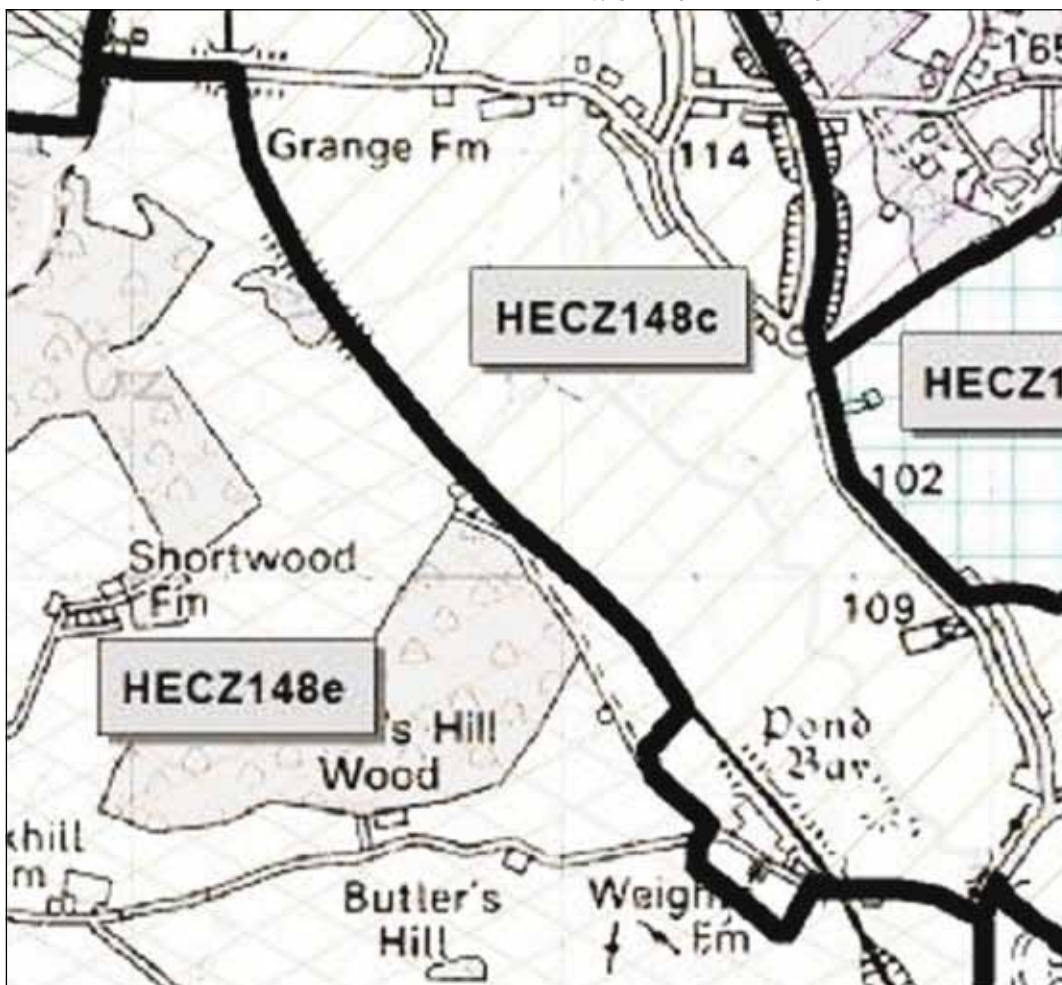 165
Grange Fm
114
HECZ148c
HECZ1
102
Shortwood
Fm
109
HECZ148e
's Hill
Wood
Pond
Bay
khill
m
Butler's
Hill
Weigh
Fm